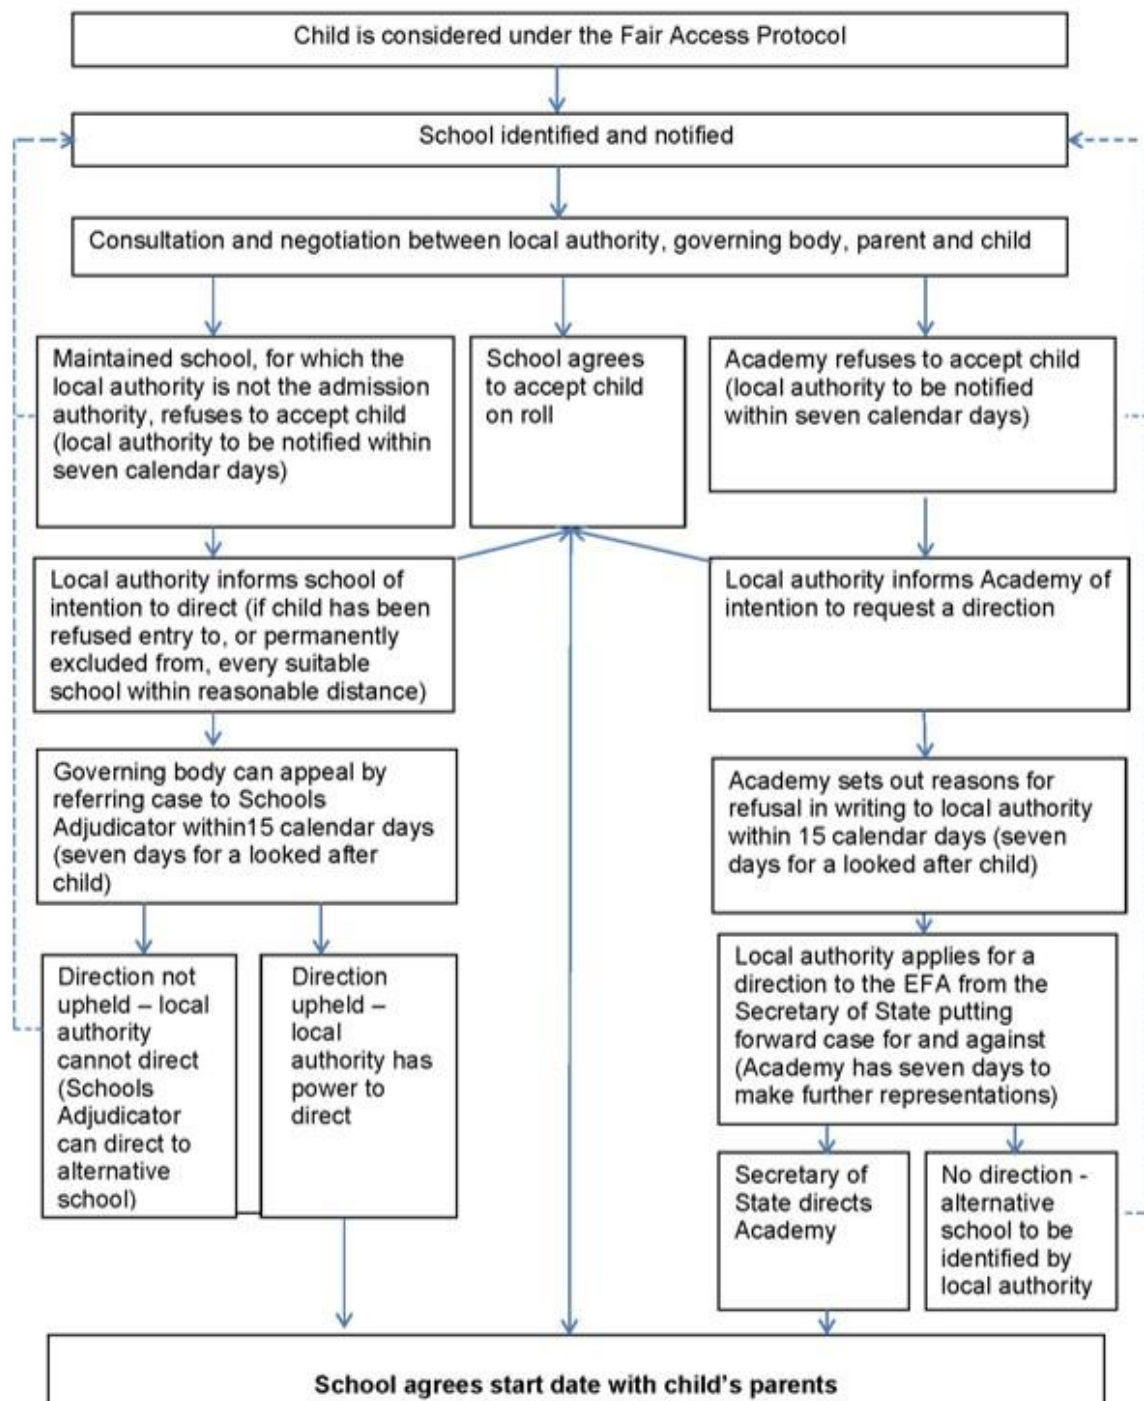 Child is considered under the Fair Access Protocol
School identified and notified
Consultation and negotiation between local authority, governing body, parent and child
Maintained school, for which the
local authority is not the admission
authority, refuses to accept child
(local authority to be notified within
seven calendar days)
School agrees
to accept child
on roll
Academy refuses to accept child
(local authority to be notified
within seven calendar days)
Local authority informs school of
intention to direct (if child has been
refused entry to, or permanently
excluded from, every suitable
school within reasonable distance)
Local authority informs Academy of
intention to request a direction
Governing body can appeal by
referring case to Schools
Adjudicator within15 calendar days
(seven days for a looked after
child)
Academy sets out reasons for
refusal in writing to local authority
within 15 calendar days (seven
days for a looked after child)
Direction not
upheld – local
authority
cannot direct
(Schools
Adjudicator
can direct to
alternative
school)
Direction
upheld –
local
authority has
power to
direct
Local authority applies for a
direction to the EFA from the
Secretary of State putting
forward case for and against
(Academy has seven days to
make further representations)
Secretary of
State directs
Academy
No direction -
alternative
school to be
identified by
local authority
School agrees start date with child's parents